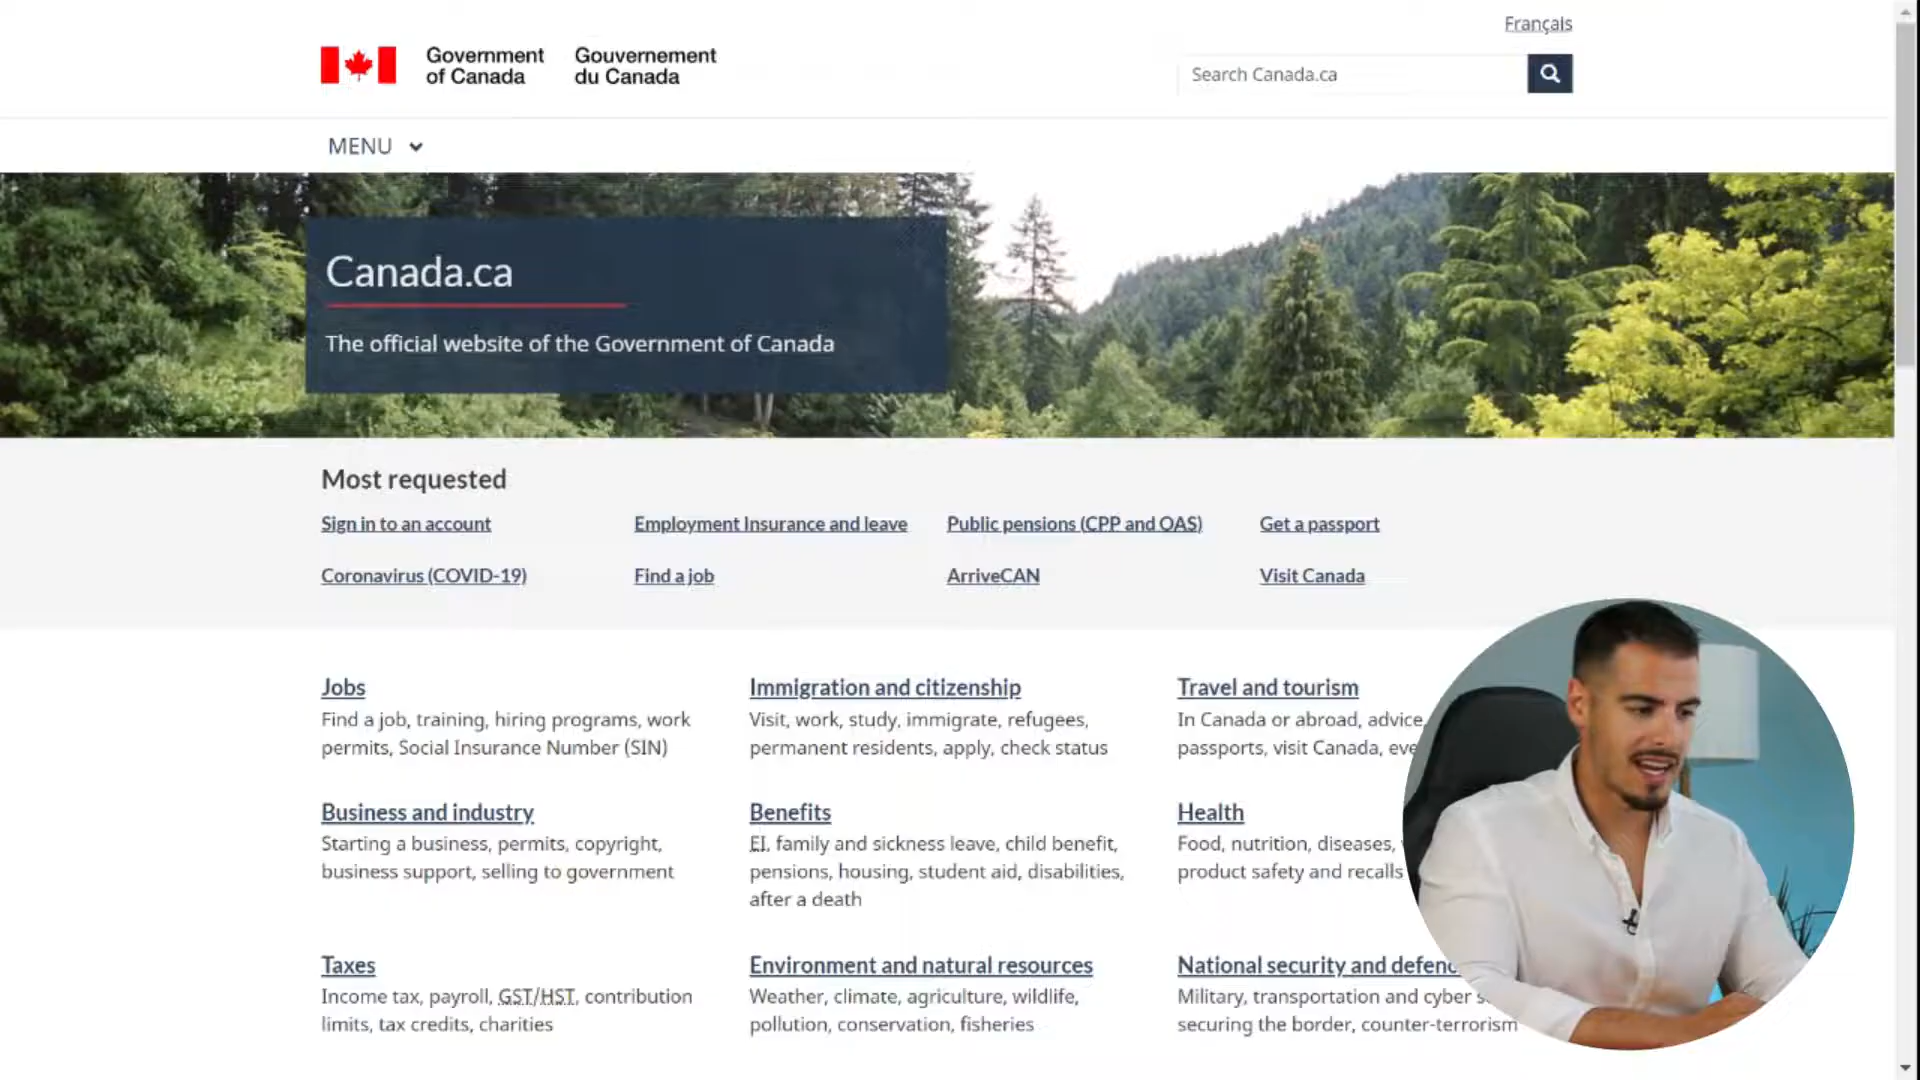 Français
Government
of Canada
Gouvernement
du Canada
Search Canada.ca
MENU
Canada.ca
The official website of the Government of Canada
Most requested
Sign in to an account
Employment Insurance and leave
Public pensions (CPP and OAS)
Get a passport
Coronavirus (COVID-19)
Find a job
ArriveCAN
Visit Canada
Jobs
Find a job, training, hiring programs, work
permits, Social Insurance Number (SIN)
Immigration and citizenship
Visit, work, study, immigrate, refugees,
permanent residents, apply, check status
Travel and tourism
In Canada or abroad, advice,
passports, visit Canada,
Business and industry
Starting a business, permits, copyright,
business support, selling to government
Benefits
EI, family and sickness leave, child benefit,
pensions, housing, student aid, disabilities,
after a death
Health
Food, nutrition, diseases,
product safety and recalls
Taxes
Income tax, payroll, GST/HST, contribution
limits, tax credits, charities
Environment and natural resources
Weather, climate, agriculture, wildlife,
pollution, conservation, fisheries
National security and
Military, transportation and cyber
securing the border, counter-terrorism